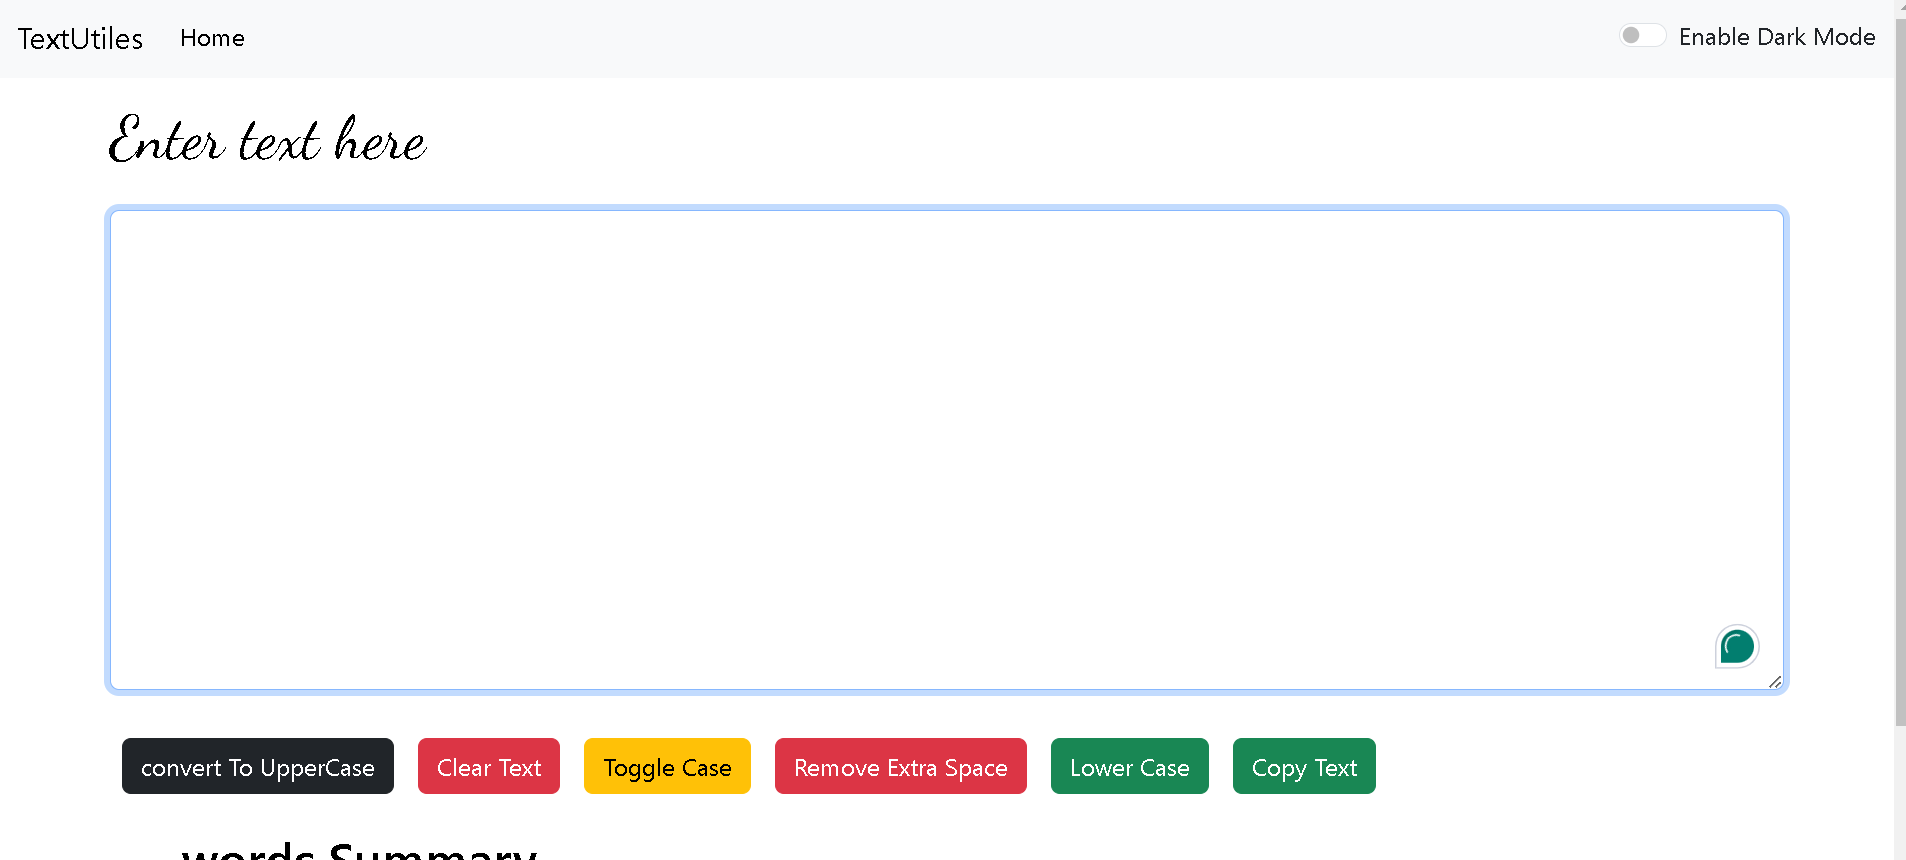 TextUtiles Home Enable Dark Mode
Enter text here
convert To UpperCase Clear Text Toggle Case Remove Extra Space Lower Case Copy Text
words Summary